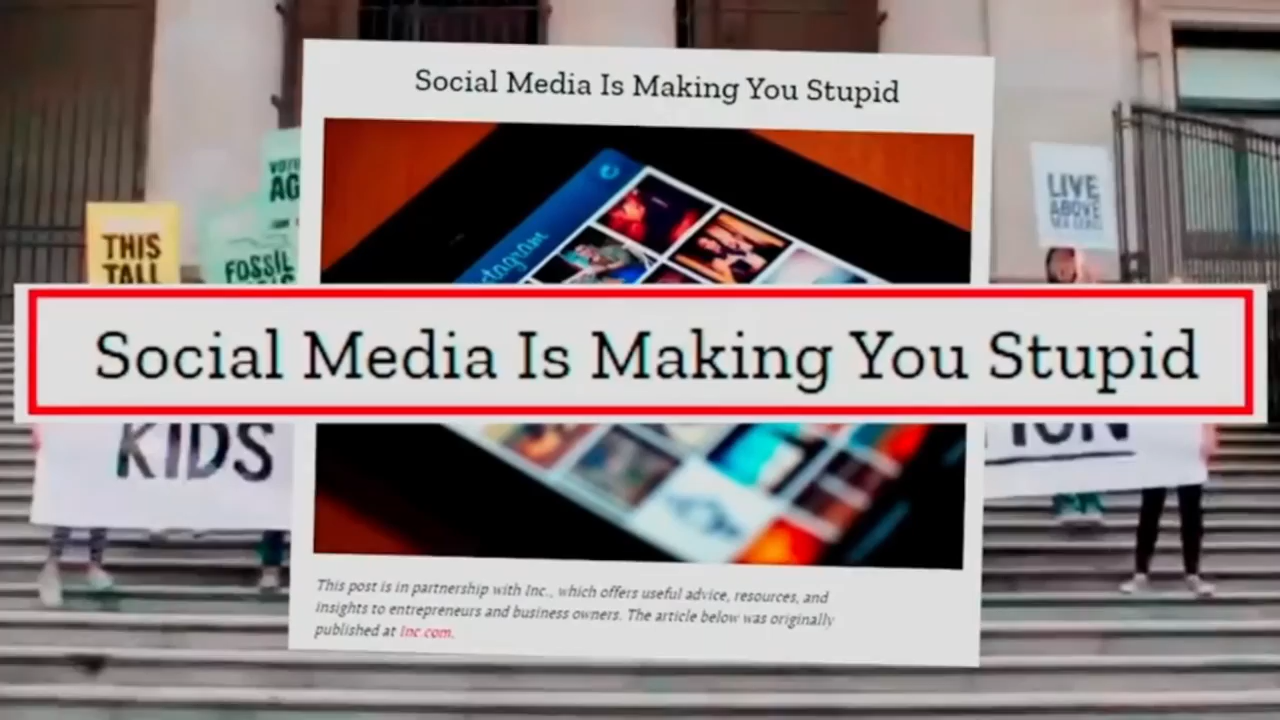 Social Media Is Making You Stupid
THIS
TALL
AG
FOSSIL
LIVE
ABOVE
Social Media Is Making You Stupid
KIDS
This post is in partnership with Inc., which offers useful advice, resources, and
insights to entrepreneurs and business owners. The article below was originally
published at Inc.com.